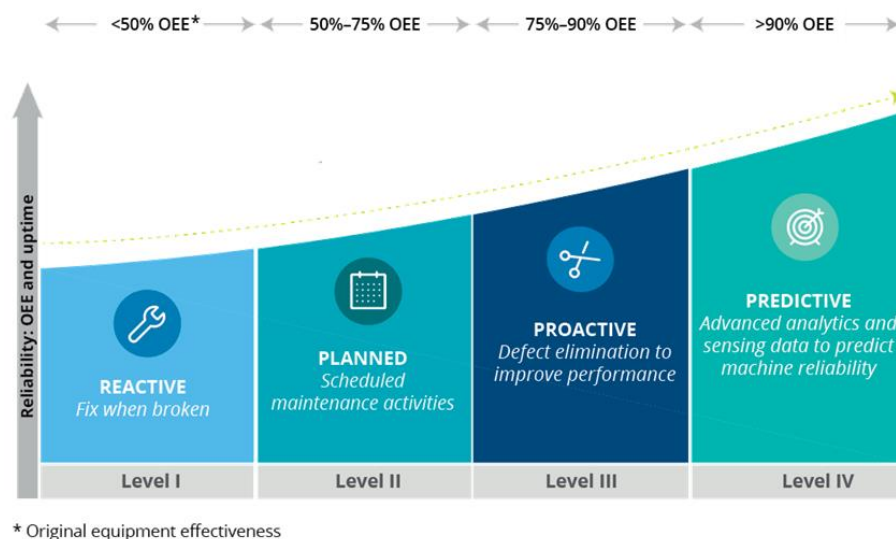 <50% OEE*
50%–75% OEE
75%–90% OEE
>90% OEE
Reliability: OEE and uptime
REACTIVE
Fix when broken
PLANNED
Scheduled
maintenance activities
PROACTIVE
Defect elimination to
improve performance
PREDICTIVE
Advanced analytics and
sensing data to predict
machine reliability
Level I
Level II
Level III
Level IV
* Original equipment effectiveness